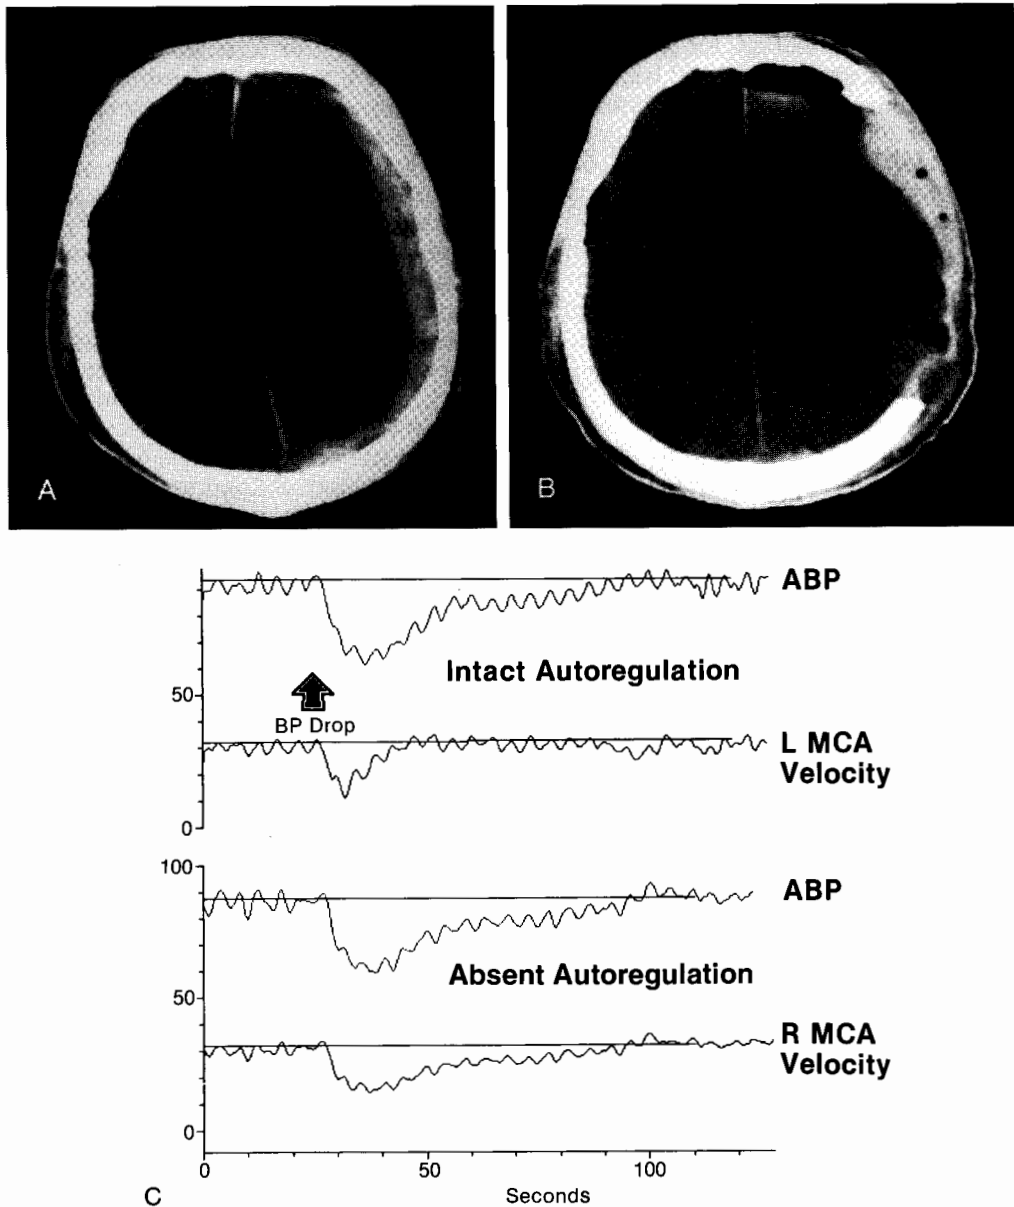 A
B
ABP
Intact Autoregulation
50
BP Drop
L MCA
Velocity
0
100
ABP
Absent Autoregulation
50
R MCA
Velocity
0
0
50
100
C
Seconds